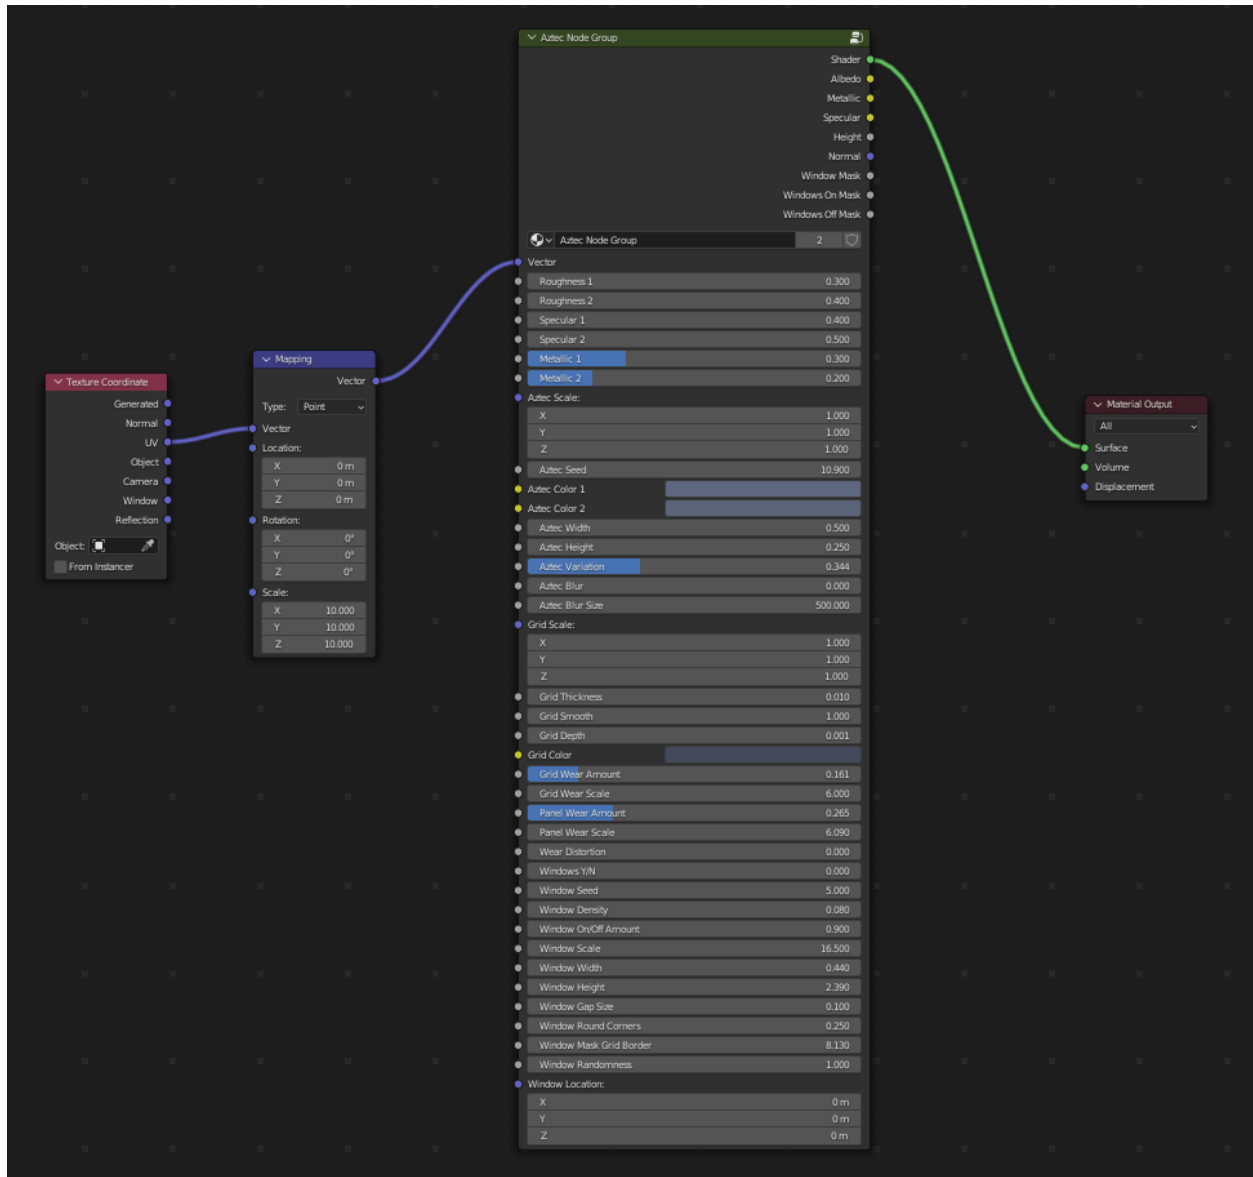 Aztec Node Group
Shader
Albedo
Metallic
Specular
Height
Normal
Window Mask
Windows On Mask
Windows Off Mask
Aztec Node Group 2
Vector
Roughness 1 0.300
Roughness 2 0.400
Specular 1 0.400
Specular 2 0.500
Metallic 1 0.300
Metallic 2 0.200
Aztec Scale:
X 1.000
Y 1.000
Z 1.000
Aztec Seed 10.900
Aztec Color 1
Aztec Color 2
Aztec Width 0.500
Aztec Height 0.250
Aztec Variation 0.344
Aztec Blur 0.000
Aztec Blur Size 500.000
Grid Scale:
X 1.000
Y 1.000
Z 1.000
Grid Thickness 0.010
Grid Smooth 1.000
Grid Depth 0.001
Grid Color
Grid Wear Amount 0.161
Grid Wear Scale 6.000
Panel Wear Amount 0.265
Panel Wear Scale 6.090
Wear Distortion 0.000
Windows Y/N 0.000
Window Seed 5.000
Window Density 0.080
Window On/Off Amount 0.900
Window Scale 16.500
Window Width 0.440
Window Height 2.390
Window Gap Size 0.100
Window Round Corners 0.250
Window Mask Grid Border 8.130
Window Randomness 1.000
Window Location:
X 0 m
Y 0 m
Z 0 m
Mapping
Vector
Type: Point
Vector
Location:
X 0 m
Y 0 m
Z 0 m
Rotation:
X 0°
Y 0°
Z 0°
Scale:
X 10.000
Y 10.000
Z 10.000
Texture Coordinate
Generated
Normal
UV
Object
Camera
Window
Reflection
Object:
From Instancer
Material Output
All
Surface
Volume
Displacement